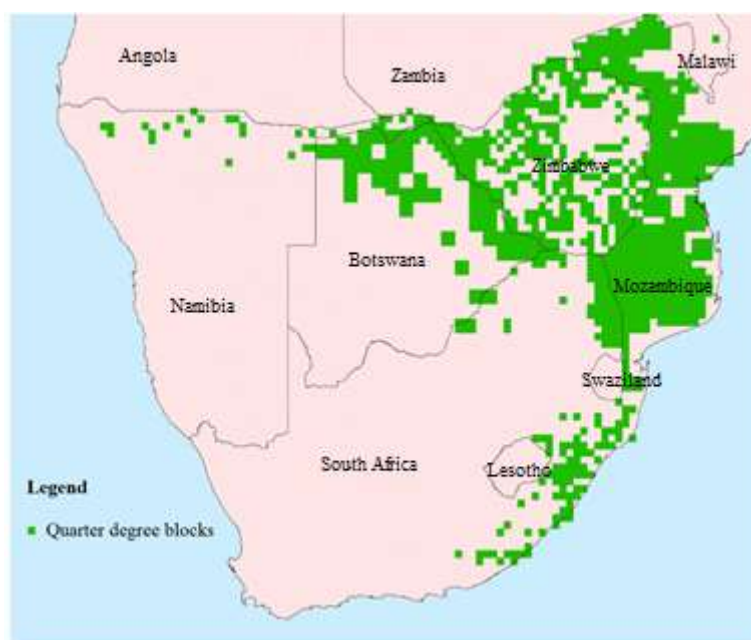 Angola
Malawi
Zambia
Zimbabwe
Botswana
Mozambique
Namibia
Swaziland
South Africa
Lesotho
Legend
Quarter degree blocks